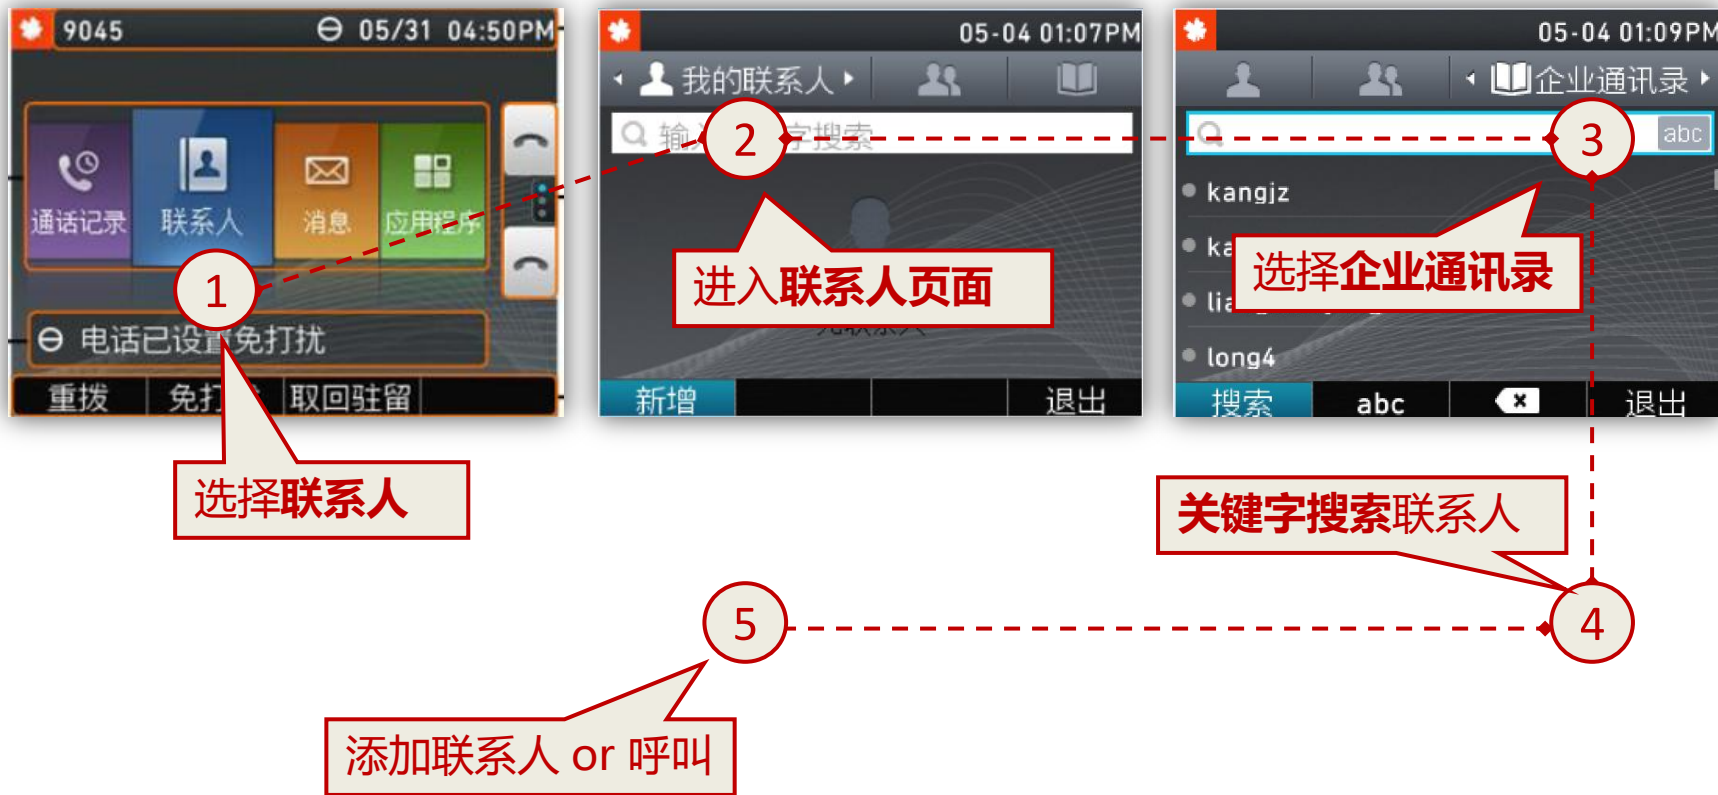 9045 05/31 04:50PM
通话记录 联系人 消息 应用程序
1
电话已设置免打扰
重拨 免打 取回驻留
选择联系人
05-04 01:07PM
我的联系人
输 字搜索
2
进入联系人页面
新增 退出
05-04 01:09PM
企业通讯录
abc
3
kangjz
选择企业通讯录
long4
搜索 abc 退出
关键字搜索联系人
4
5
添加联系人 or 呼叫